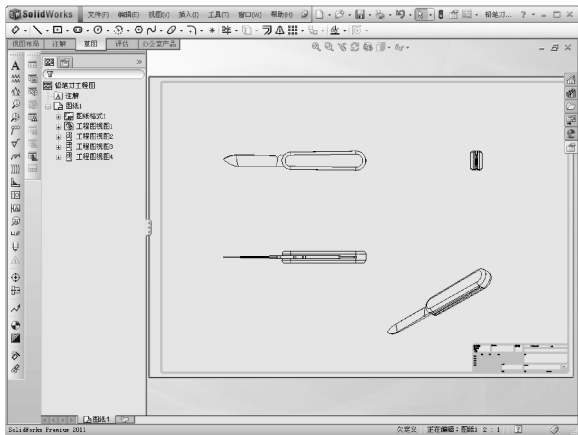 SolidWorks 文件(F) 编辑(E) 视图(V) 插入(I) 工具(T) 窗口(W) 帮助(H) 铅笔刀...
视图布局 注解 草图 评估 办公室产品
铅笔刀工程图
注解
图纸1
图纸格式1
工程图视图1
工程图视图2
工程图视图3
工程图视图4
图纸1
SolidWorks Premium 2011 欠定义 正在编辑：图纸1 2 : 1